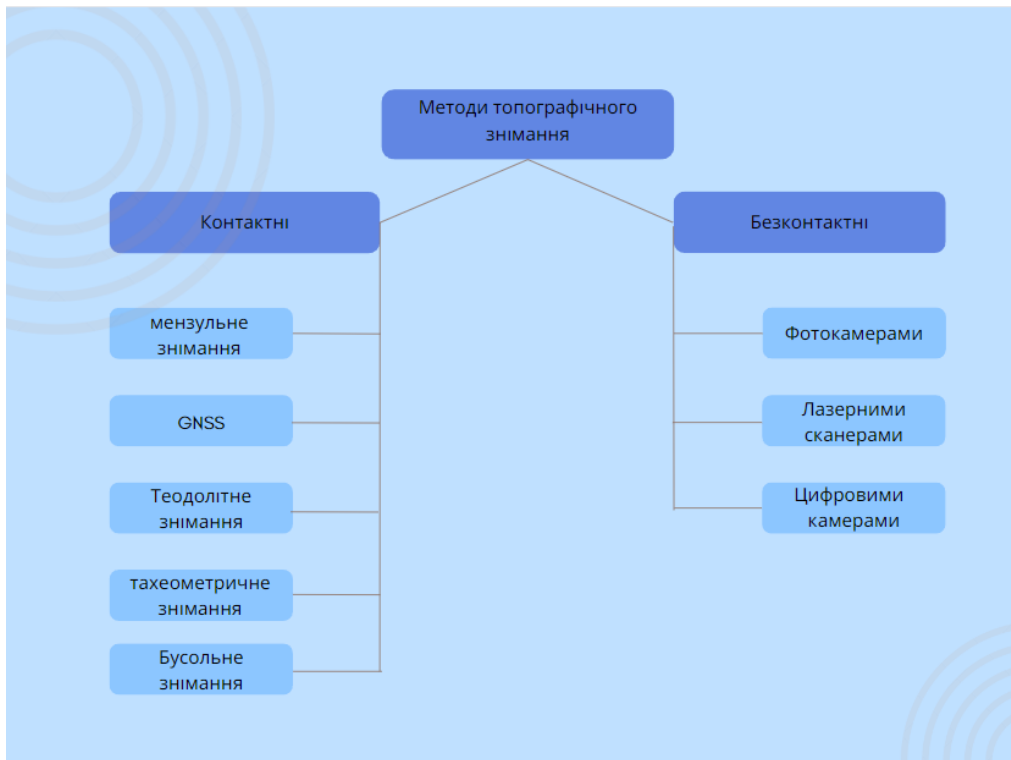 Методи топографічного
знімання
Контактні
Безконтактні
мензульне
знімання
GNSS
Теодолітне
знімання
тахеометричне
знімання
Бусольне
знімання
Фотокамерами
Лазерними
сканерами
Цифровими
камерами